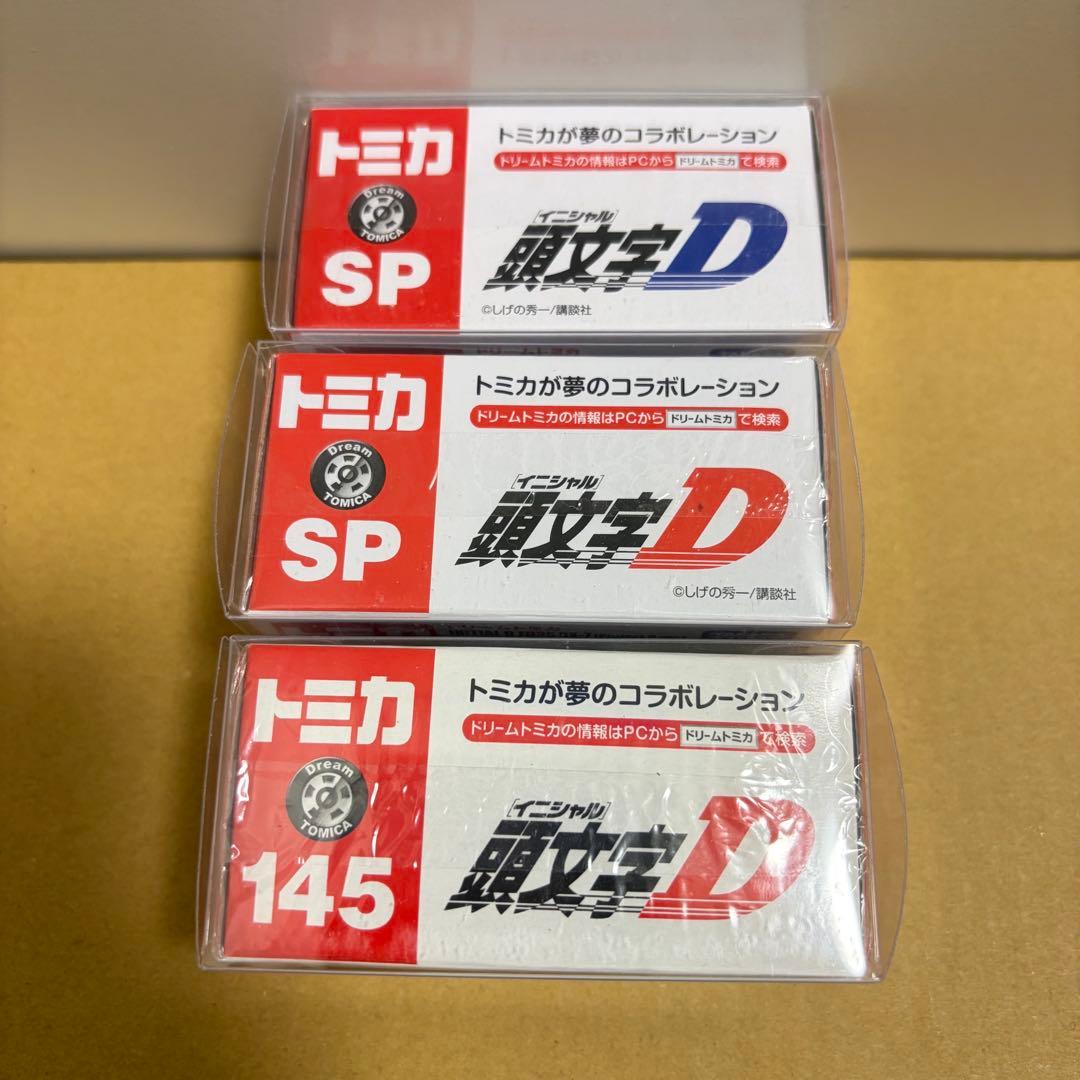 トミカ
Dream
TOMICA
SP
トミカが夢のコラボレーション
ドリームトミカの情報はPCから ドリームトミカ で検索
[イニシャル]
頭文字D
©しげの秀一/講談社
トミカ
Dream
TOMICA
SP
トミカが夢のコラボレーション
ドリームトミカの情報はPCから ドリームトミカ で検索
[イニシャル]
頭文字D
©しげの秀一/講談社
トミカ
Dream
TOMICA
145
トミカが夢のコラボレーション
ドリームトミカの情報はPCから ドリームトミカ で検索
[イニシャル]
頭文字D